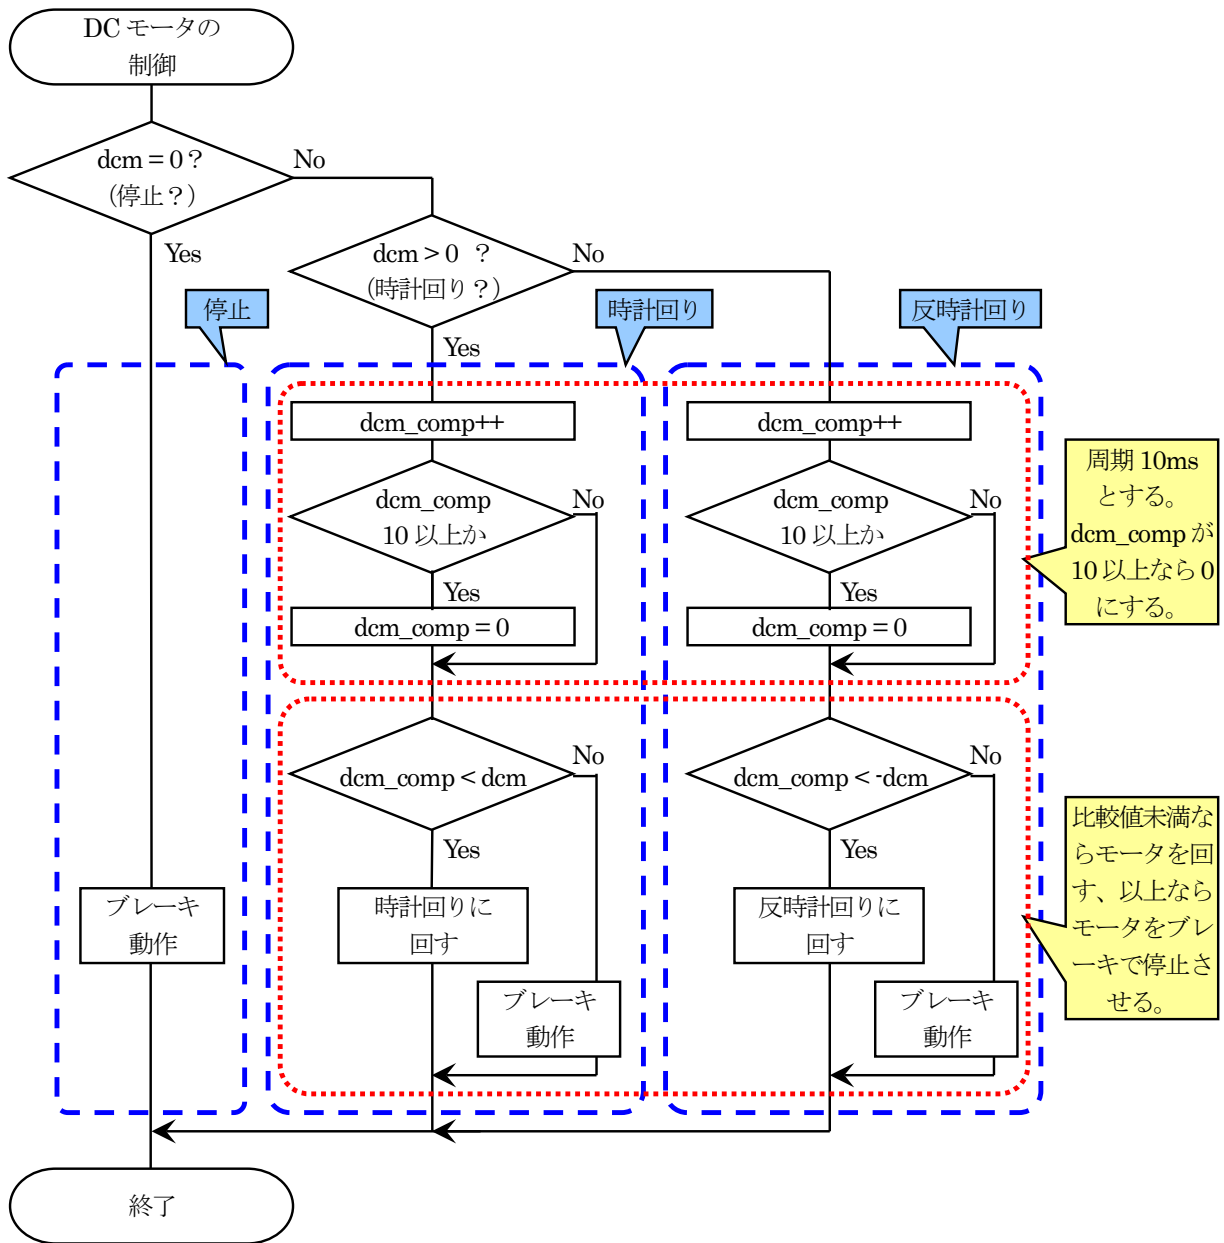 DC モータの
制御
dcm = 0？
（停止？）
No
Yes
dcm > 0 ？
（時計回り？）
No
Yes
停止
時計回り
反時計回り
dcm_comp++
dcm_comp
10 以上か
No
Yes
dcm_comp = 0
dcm_comp++
dcm_comp
10 以上か
No
Yes
dcm_comp = 0
周期 10ms
とする。
dcm_comp が
10 以上なら 0
にする。
dcm_comp < dcm
No
Yes
時計回りに
回す
ブレーキ
動作
dcm_comp < -dcm
No
Yes
反時計回りに
回す
ブレーキ
動作
比較値未満な
らモータを回
す、以上なら
モータをブレ
ーキで停止さ
せる。
ブレーキ
動作
終了